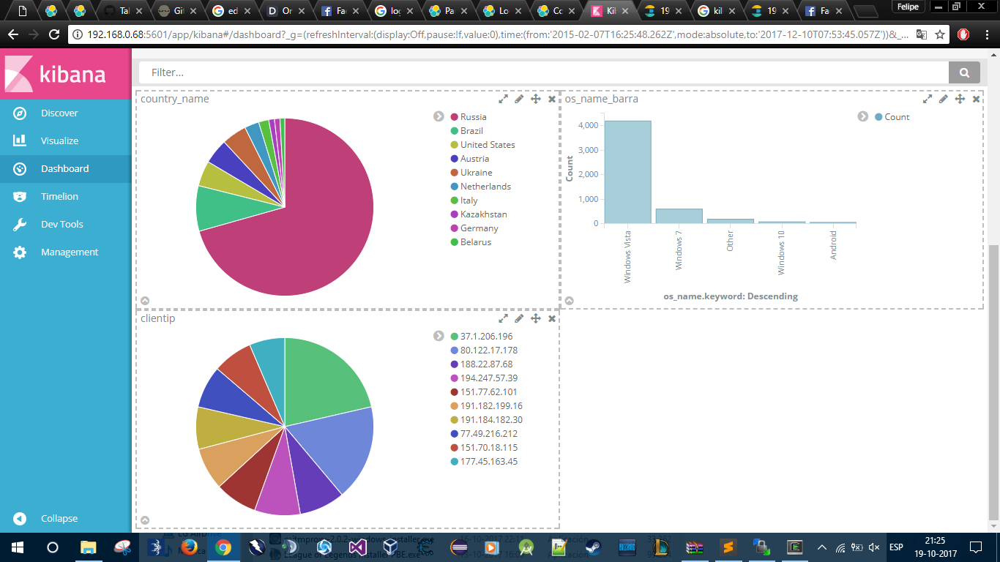 Tal
Git
ed
Or
Fac
log
Pa
Lo
Co
Kil
19
kil
19
Fa
Felipe
192.168.0.68:5601/app/kibana#/dashboard?_g=(refreshInterval:(display:Off,pause:!f,value:0),time:(from:'2015-02-07T16:25:48.262Z',mode:absolute,to:'2017-12-10T07:53:45.057Z'))&_...
kibana
Discover
Visualize
Dashboard
Timelion
Dev Tools
Management
Collapse
Filter...
country_name
Russia
Brazil
United States
Austria
Ukraine
Netherlands
Italy
Kazakhstan
Germany
Belarus
os_name_barra
Count
4,000
3,000
2,000
1,000
0
Count
Windows Vista
Windows 7
Other
Windows 10
Android
os_name.keyword: Descending
clientip
37.1.206.196
80.122.17.178
188.22.87.68
194.247.57.39
151.77.62.101
191.182.199.16
191.184.182.30
77.49.216.212
151.70.18.115
177.45.163.45
ESP
21:25
19-10-2017